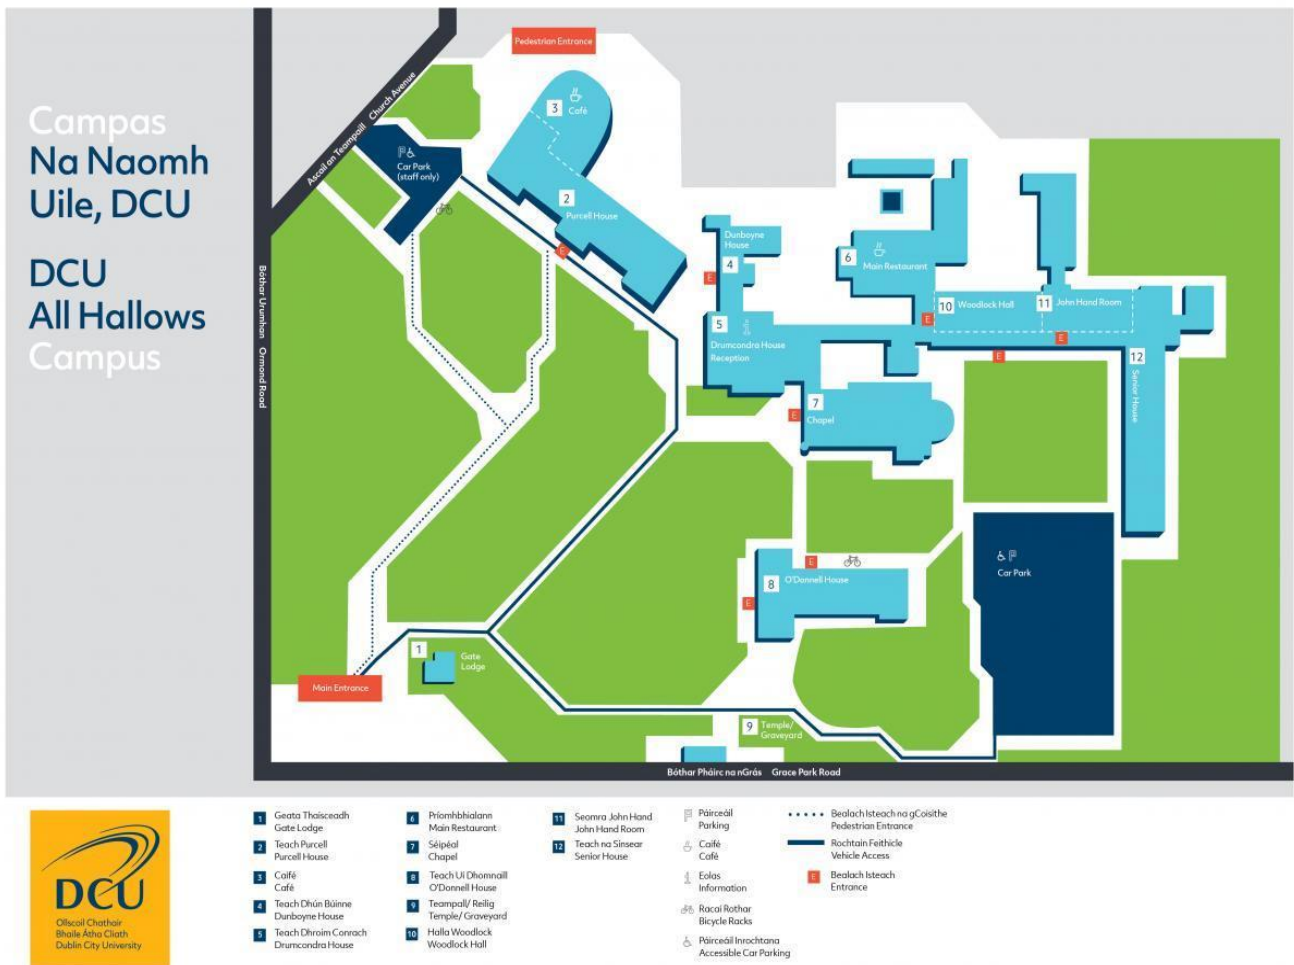 Campas
Na Naomh
Uile, DCU
DCU
All Hallows
Campus
Pedestrian Entrance
Ascail an Teampaill Church Avenue
Bóthar Urumhan Ormond Road
Car Park
(staff only)
3
Café
2
Purcell House
E
Dunboyne
House
4
E
5
Drumcondra House
Reception
6
Main Restaurant
10
Woodlock Hall
11
John Hand Room
E
E
E
12
Senior House
7
Chapel
E
E
8
O'Donnell House
E
Car Park
1
Gate
Lodge
Main Entrance
9
Temple/
Graveyard
Bóthar Pháirc na nGrás Grace Park Road
DCU
Ollscoil Chathair
Bhaile Átha Cliath
Dublin City University
1 Geata Thaisceadh
Gate Lodge
2 Teach Purcell
Purcell House
3 Caifé
Café
4 Teach Dhún Búinne
Dunboyne House
5 Teach Dhroim Conrach
Drumcondra House
6 Príomhbhialann
Main Restaurant
7 Séipéal
Chapel
8 Teach Uí Dhomnaill
O'Donnell House
9 Teampall/ Reilig
Temple/ Graveyard
10 Halla Woodlock
Woodlock Hall
11 Seomra John Hand
John Hand Room
12 Teach na Sinsear
Senior House
P Páirceáil
Parking
Caifé
Café
Eolas
Information
Racaí Rothar
Bicycle Racks
Páirceáil Inrochtana
Accessible Car Parking
Bealach Isteach na gCoisithe
Pedestrian Entrance
Rochtain Feithicle
Vehicle Access
E Bealach Isteach
Entrance